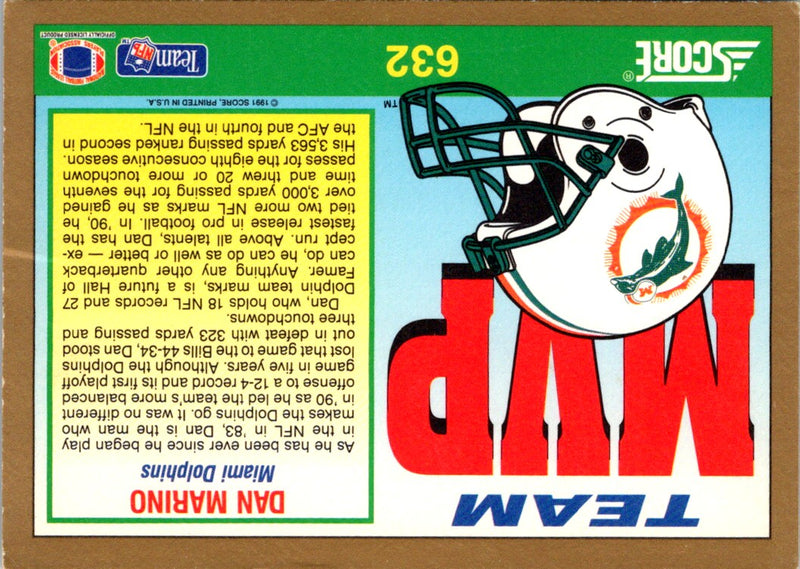 TEAM
MVP
DAN MARINO
Miami Dolphins
As he has been ever since he began play
in the NFL in '83, Dan is the man who
makes the Dolphins go. It was no different
in '90 as he led the team's more balanced
offense to a 12-4 record and its first playoff
game in five years. Although the Dolphins
lost that game to the Bills 44-34, Dan stood
out in defeat with 323 yards passing and
three touchdowns.
Dan, who holds 18 NFL records and 27
Dolphin team marks, is a future Hall of
Famer. Anything any other quarterback
can do, he can do as well or better — ex-
cept run. Above all talents, Dan has the
fastest release in pro football. In '90, he
tied two more NFL marks as he gained
over 3,000 yards passing for the seventh
time and threw 20 or more touchdown
passes for the eighth consecutive season.
His 3,563 yards passing ranked second in
the AFC and fourth in the NFL.
M
TM
© 1991 SCORE, PRINTED IN U.S.A.
SCORE®
632
Team NFL™
NATIONAL FOOTBALL LEAGUE
PLAYERS ASSOCIATION
®
OFFICIALLY LICENSED PRODUCT